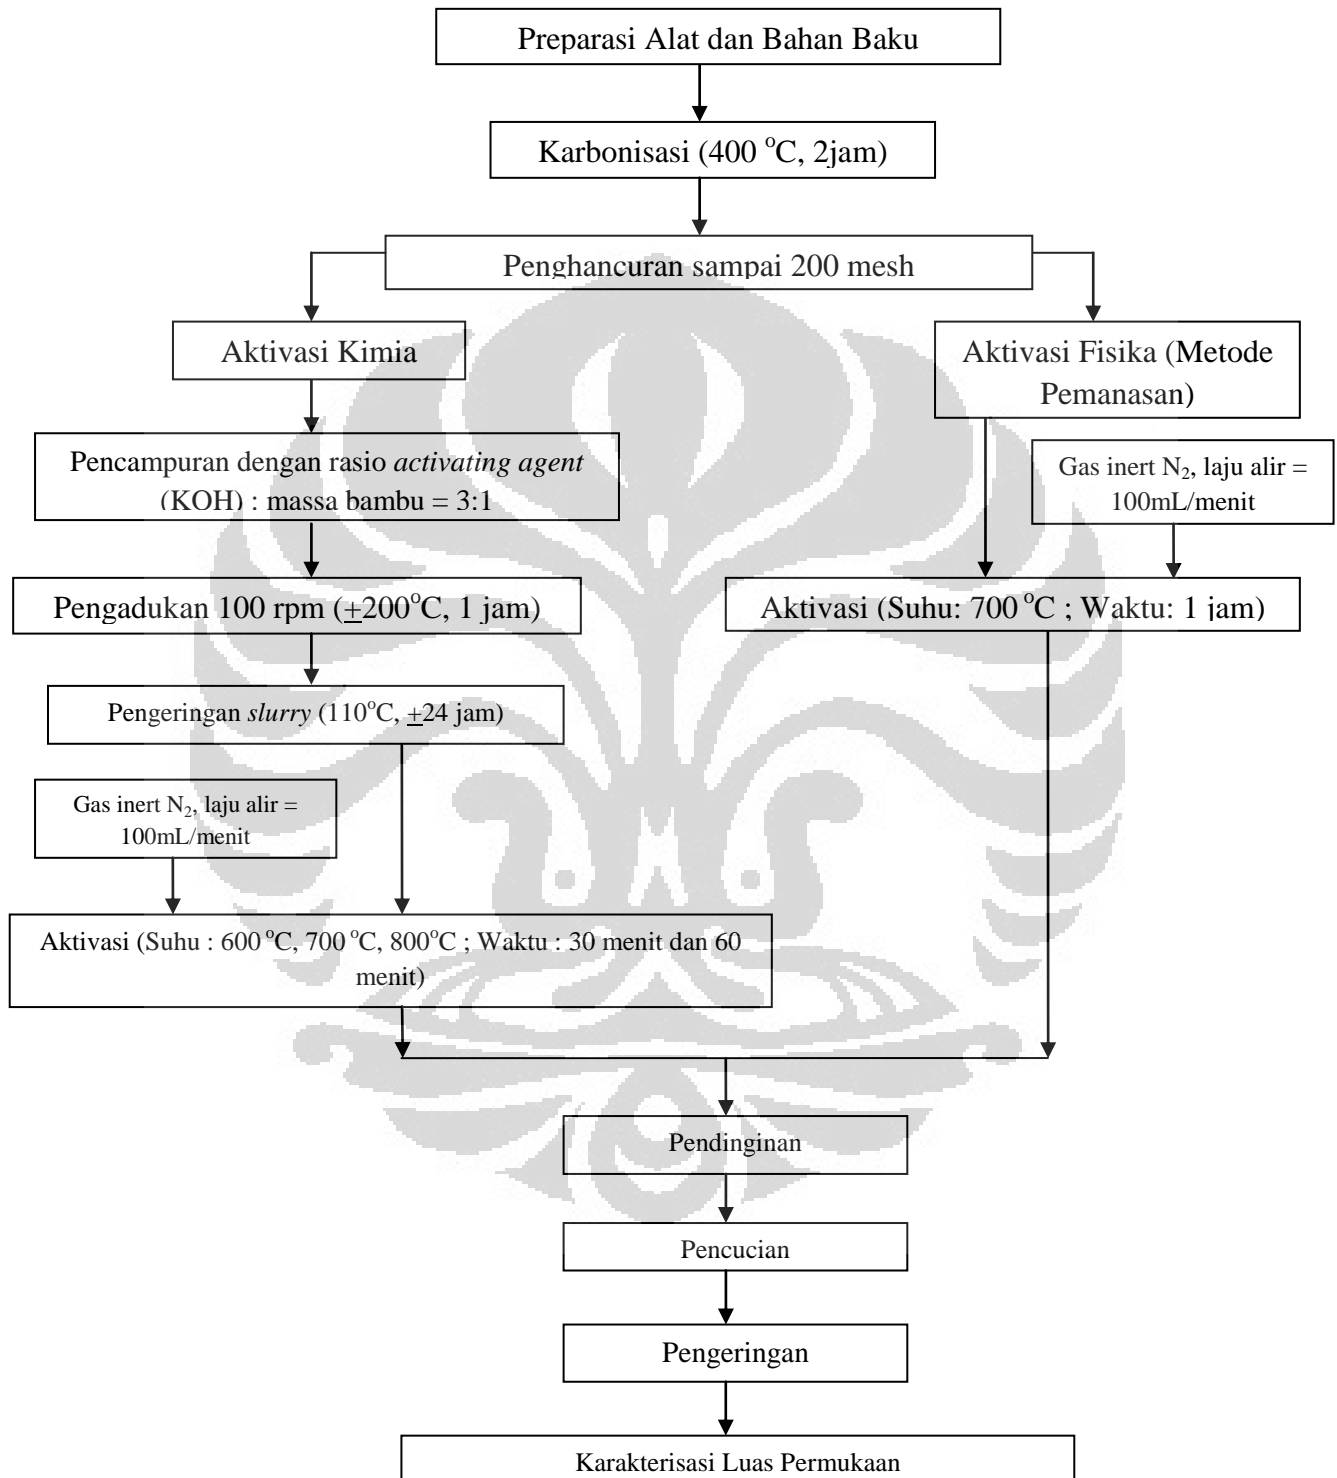 Preparasi Alat dan Bahan Baku
Karbonisasi (400 °C, 2jam)
Penghancuran sampai 200 mesh
Aktivasi Kimia
Aktivasi Fisika (Metode
Pemanasan)
Pencampuran dengan rasio activating agent
(KOH) : massa bambu = 3:1
Gas inert N₂, laju alir =
100mL/menit
Pengadukan 100 rpm (±200°C, 1 jam)
Aktivasi (Suhu: 700 °C ; Waktu: 1 jam)
Pengeringan slurry (110°C, ±24 jam)
Gas inert N₂, laju alir =
100mL/menit
Aktivasi (Suhu : 600 °C, 700 °C, 800°C ; Waktu : 30 menit dan 60
menit)
Pendinginan
Pencucian
Pengeringan
Karakterisasi Luas Permukaan